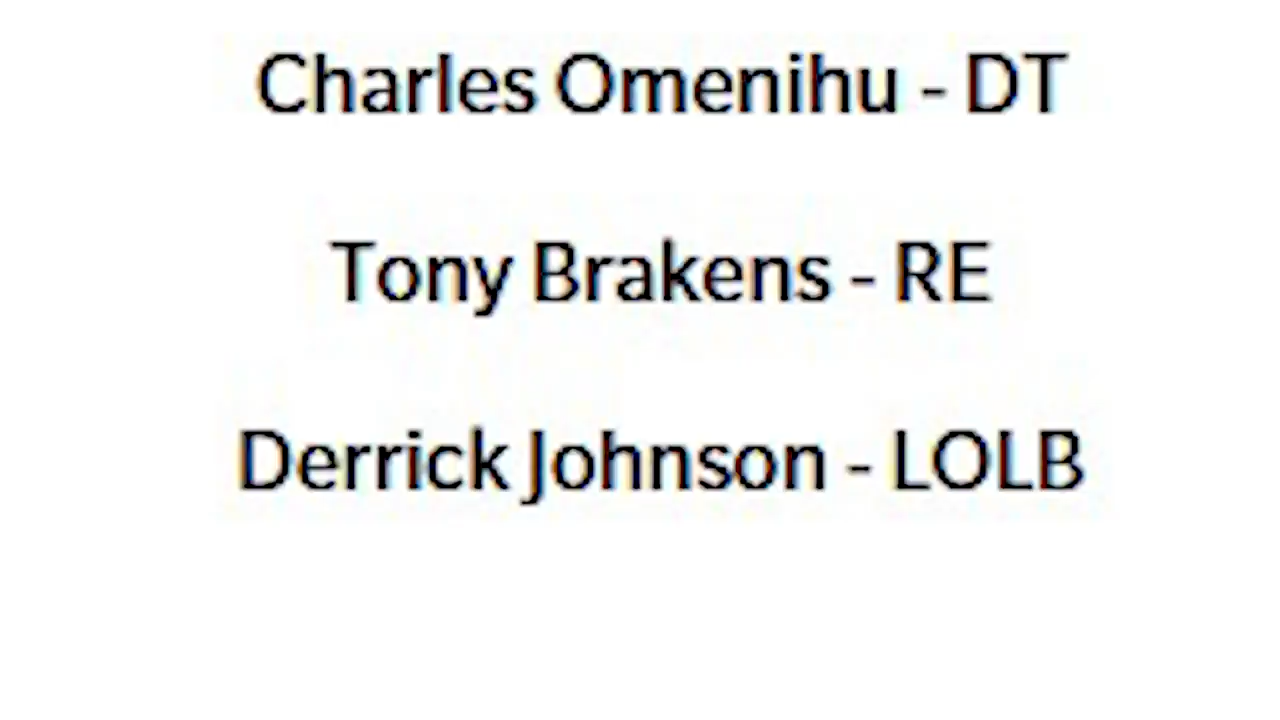 Charles Omenihu - DT
Tony Brakens - RE
Derrick Johnson - LOLB